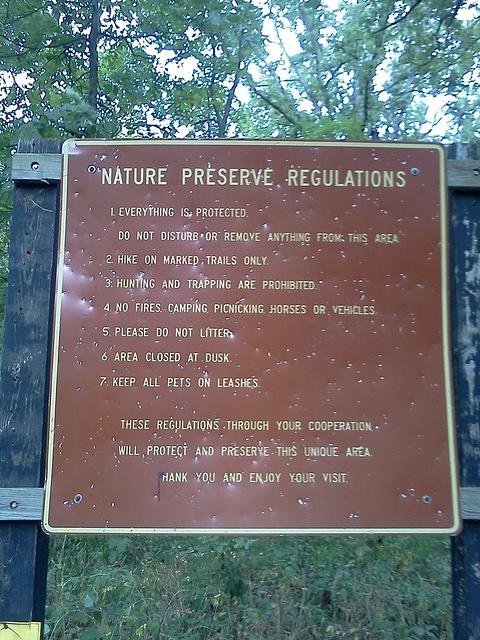 NATURE PRESERVE REGULATIONS
1. EVERYTHING IS PROTECTED.
DO NOT DISTURB OR REMOVE ANYTHING FROM THIS AREA
2. HIKE ON MARKED TRAILS ONLY.
3. HUNTING AND TRAPPING ARE PROHIBITED.
4. NO FIRES, CAMPING, PICNICKING, HORSES OR VEHICLES
5. PLEASE DO NOT LITTER.
6. AREA CLOSED AT DUSK.
7. KEEP ALL PETS ON LEASHES.
THESE REGULATIONS THROUGH YOUR COOPERATION
WILL PROTECT AND PRESERVE THIS UNIQUE AREA.
HANK YOU AND ENJOY YOUR VISIT.